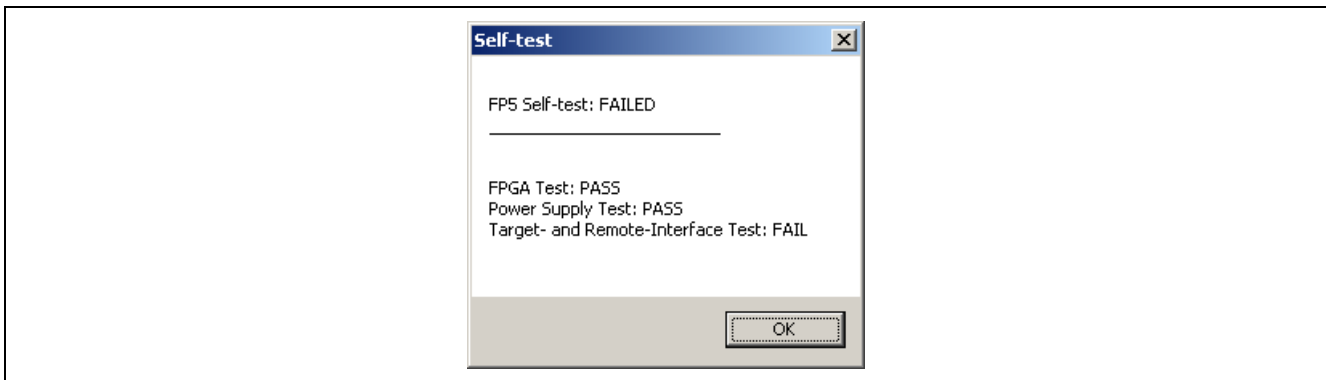 Self-test
FP5 Self-test: FAILED
FPGA Test: PASS
Power Supply Test: PASS
Target- and Remote-Interface Test: FAIL
OK